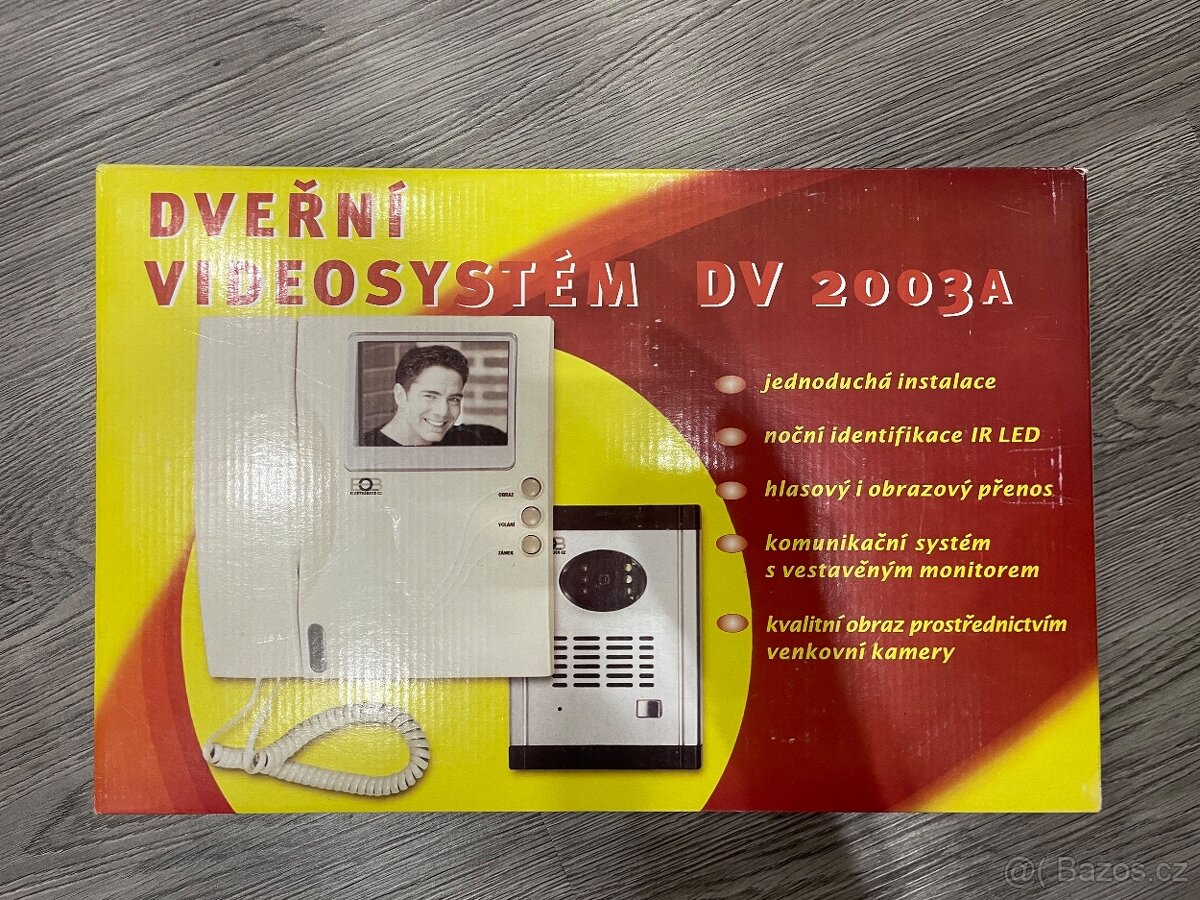 DVEŘNÍ
VIDEOSYSTÉM DV 2003A
jednoduchá instalace
noční identifikace IR LED
hlasový i obrazový přenos
komunikační systém
s vestavěným monitorem
kvalitní obraz prostřednictvím
venkovní kamery
OBRAZ
VOLÁNÍ
ZÁMEK
@( Bazos.cz